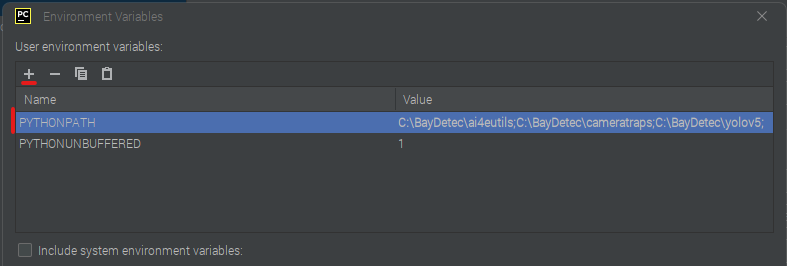 PC Environment Variables
User environment variables:
Name Value
PYTHONPATH C:\BayDetec\ai4eutils;C:\BayDetec\cameratraps;C:\BayDetec\yolov5;
PYTHONUNBUFFERED 1
Include system environment variables: